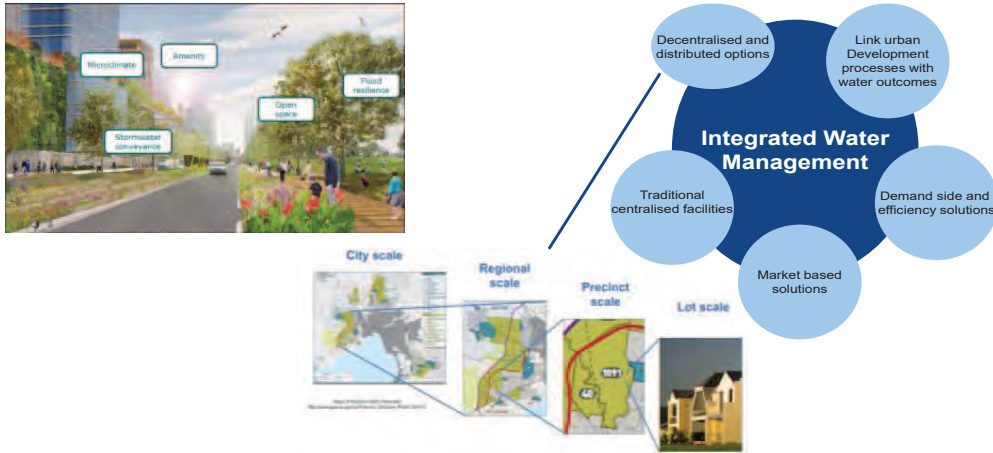 Microclimate
Amenity
Flood
resilience
Open
space
Stormwater
conveyance
Decentralised and
distributed options
Link urban
Development
processes with
water outcomes
Integrated Water
Management
Traditional
centralised facilities
Demand side and
efficiency solutions
Market based
solutions
City scale
Regional
scale
Precinct
scale
Lot scale
40
1091